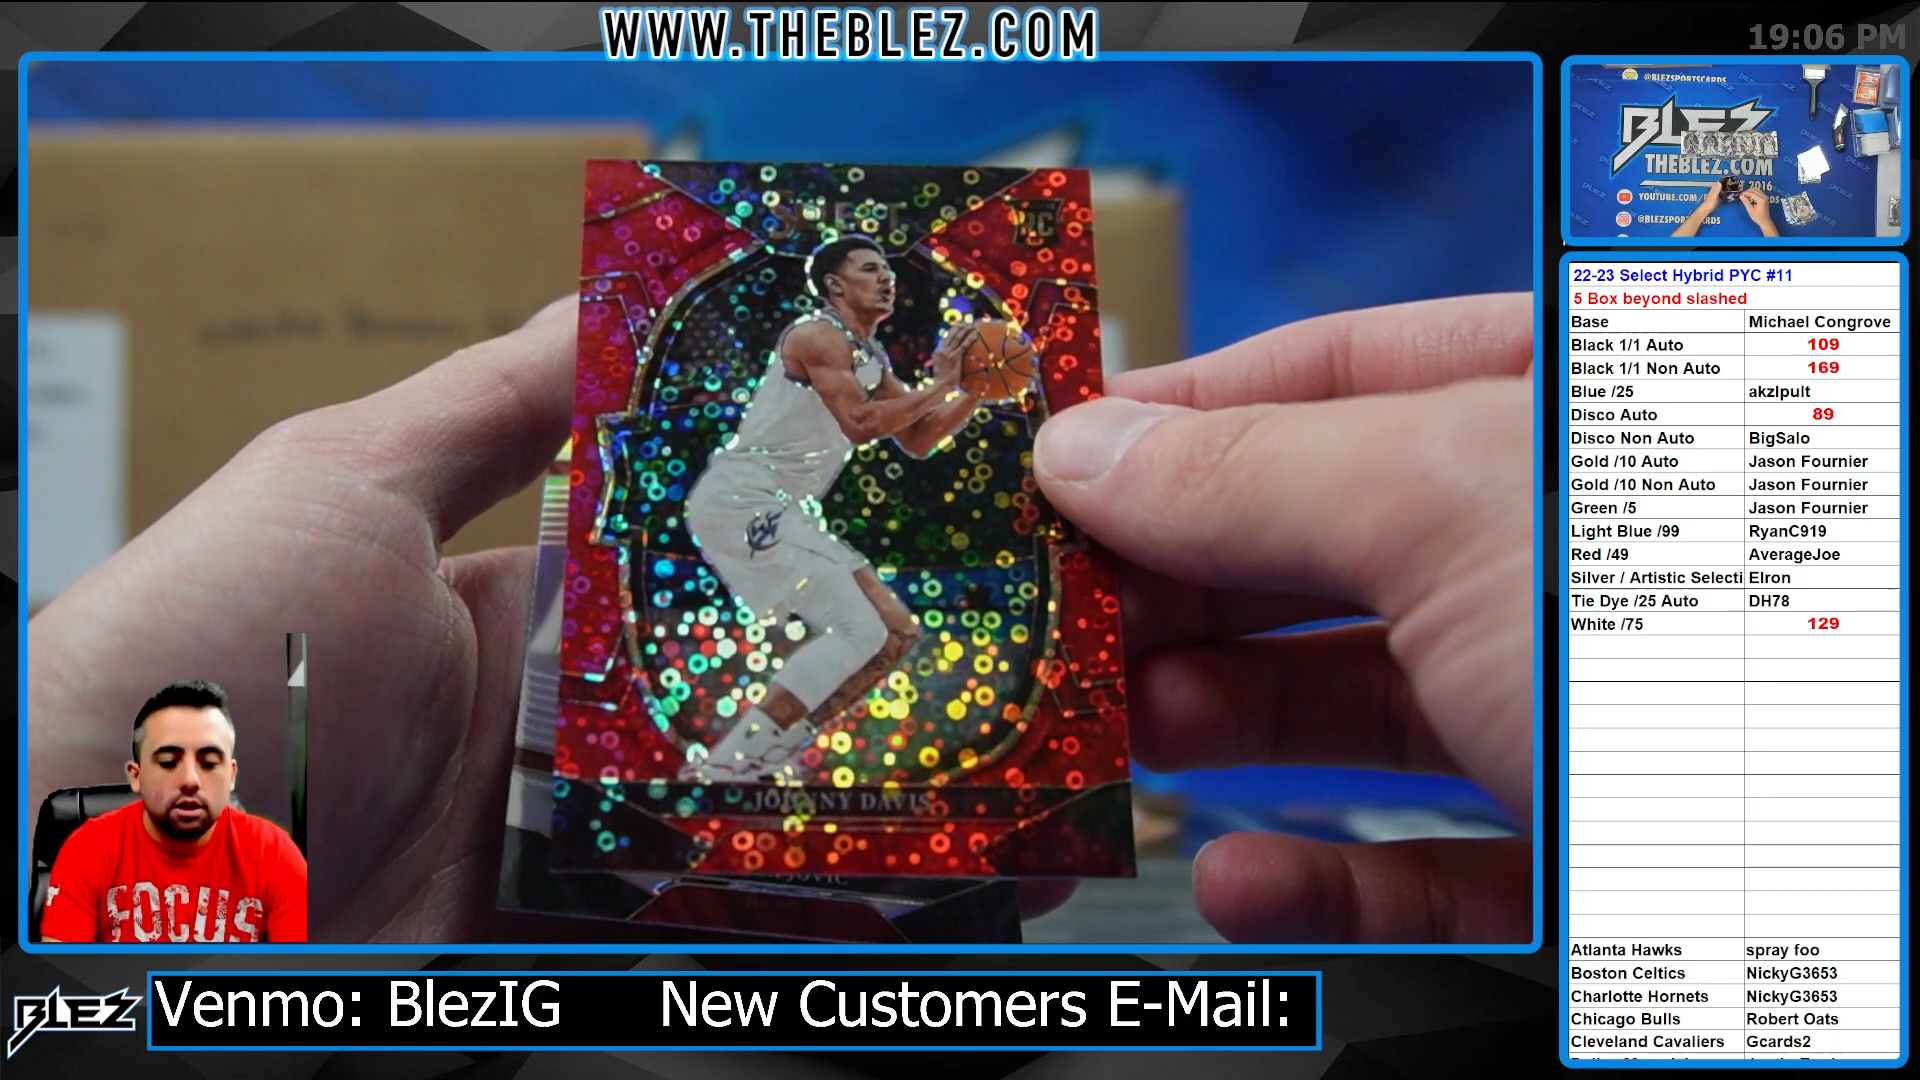 WWW.THEBLEZ.COM
19:06 PM
@BLEZSPORTSCARDS
BLEZ
THEBLEZ.COM
2016
SELECT
RC
JOHNNY DAVIS
FOCUS
22-23 Select Hybrid PYC #11
5 Box beyond slashed
Base Michael Congrove
Black 1/1 Auto 109
Black 1/1 Non Auto 169
Blue /25 akzlpult
Disco Auto 89
Disco Non Auto BigSalo
Gold /10 Auto Jason Fournier
Gold /10 Non Auto Jason Fournier
Green /5 Jason Fournier
Light Blue /99 RyanC919
Red /49 AverageJoe
Silver / Artistic Selecti Elron
Tie Dye /25 Auto DH78
White /75 129
Atlanta Hawks spray foo
Boston Celtics NickyG3653
Charlotte Hornets NickyG3653
Chicago Bulls Robert Oats
Cleveland Cavaliers Gcards2
BLEZ
Venmo: BlezIG New Customers E-Mail: